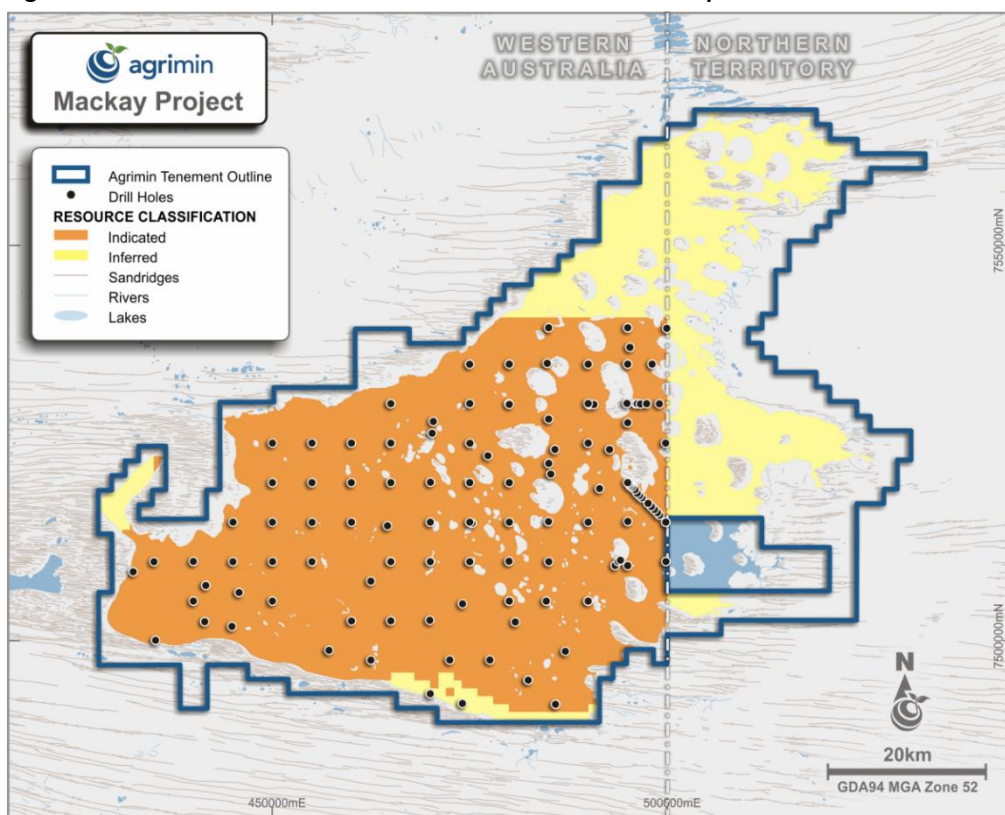 WESTERN AUSTRALIA
NORTHERN TERRITORY
agrimin
Mackay Project
Agrimin Tenement Outline
Drill Holes
RESOURCE CLASSIFICATION
Indicated
Inferred
Sandridges
Rivers
Lakes
7550000mN
7500000mN
N
20km
GDA94 MGA Zone 52
450000mE
500000mE